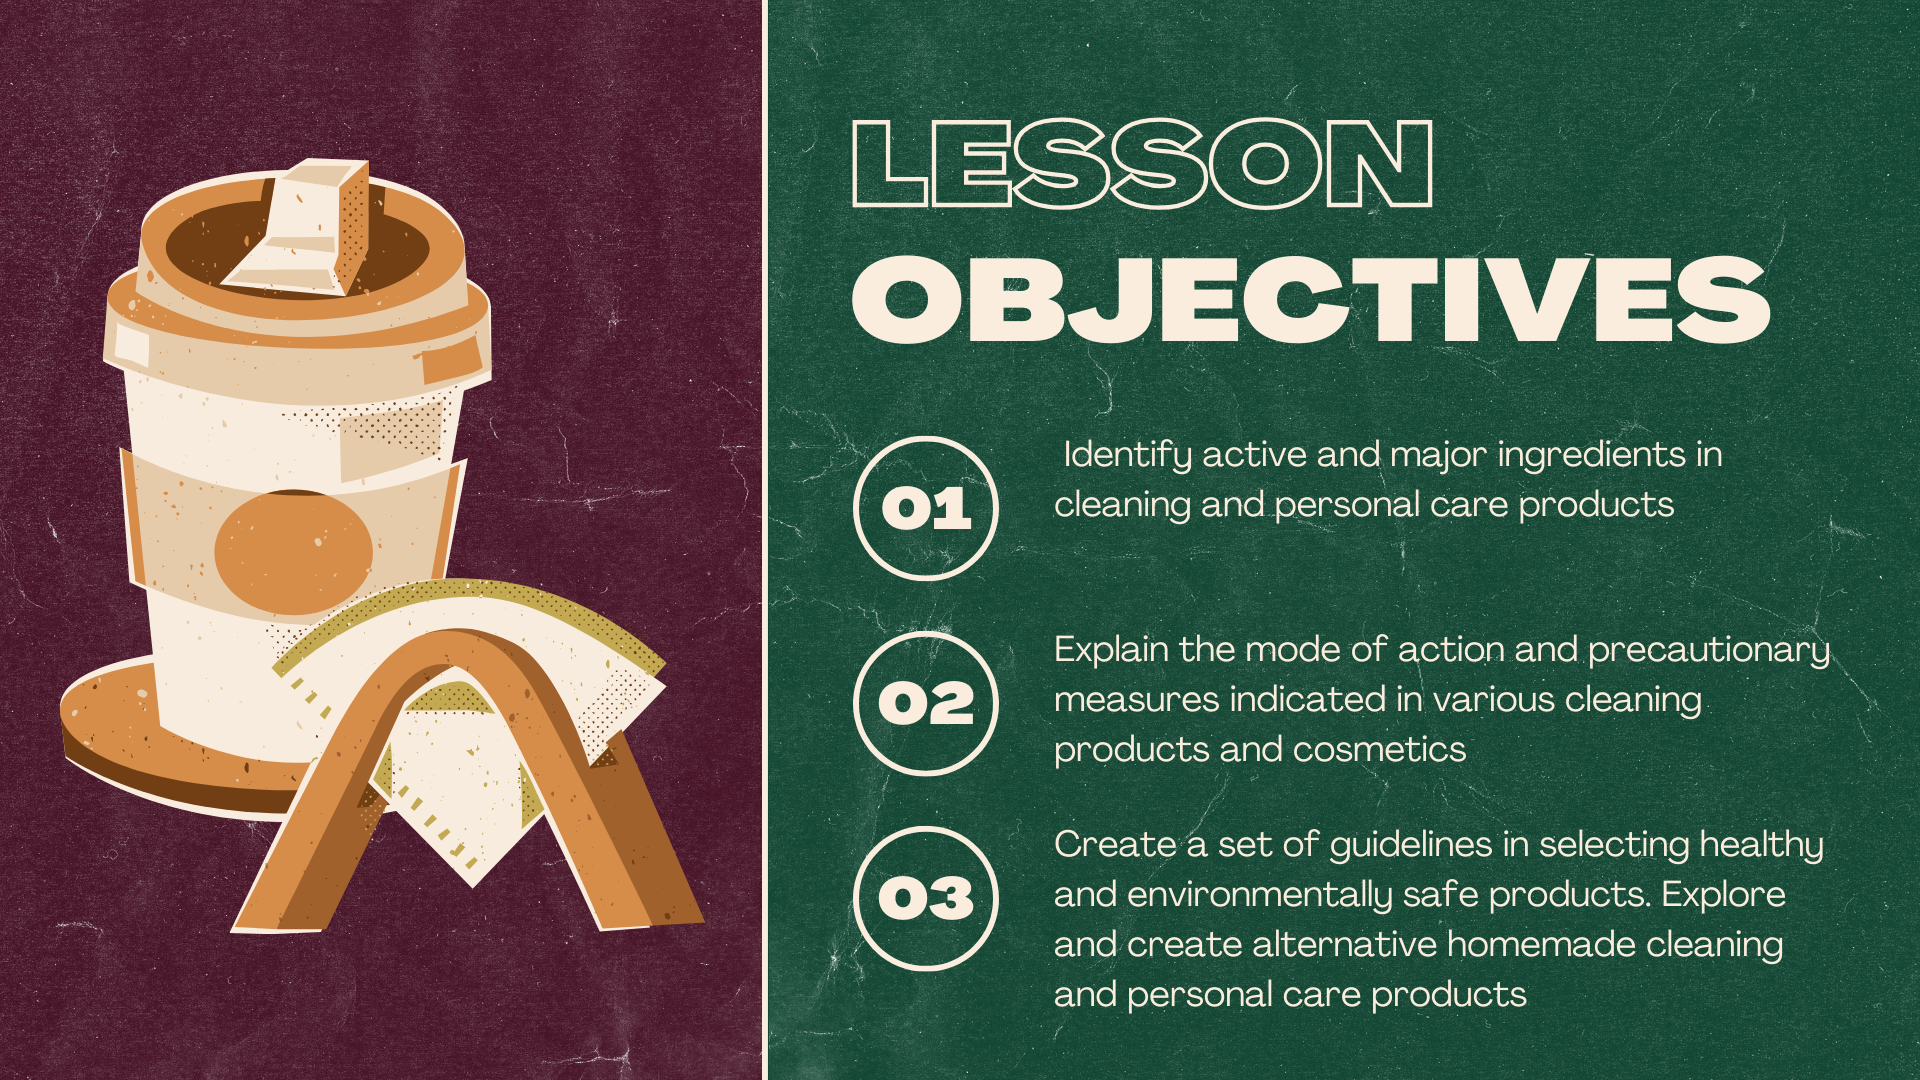 LESSON
OBJECTIVES
01
Identify active and major ingredients in
cleaning and personal care products
02
Explain the mode of action and precautionary
measures indicated in various cleaning
products and cosmetics
03
Create a set of guidelines in selecting healthy
and environmentally safe products. Explore
and create alternative homemade cleaning
and personal care products